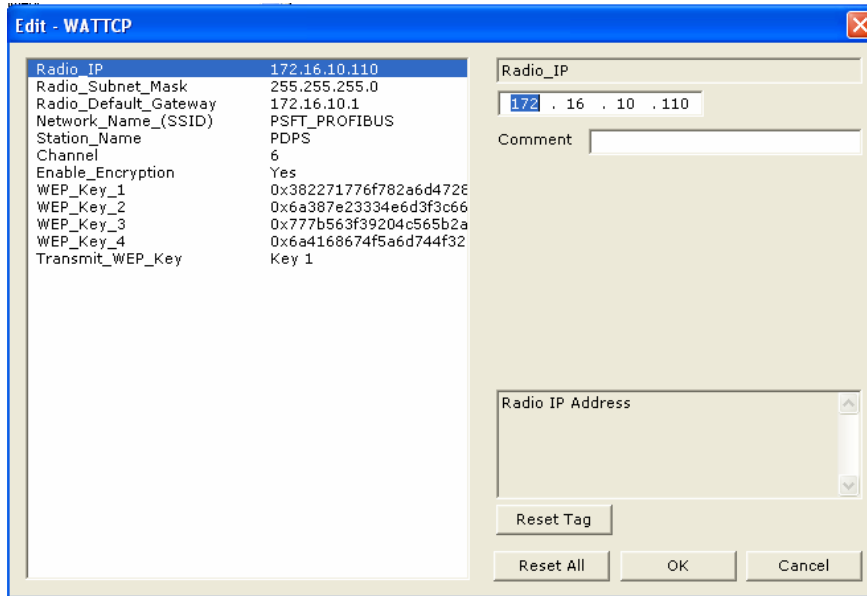 Edit - WATTCP
Radio_IP 172.16.10.110
Radio_Subnet_Mask 255.255.255.0
Radio_Default_Gateway 172.16.10.1
Network_Name_(SSID) PSFT_PROFIBUS
Station_Name PDPS
Channel 6
Enable_Encryption Yes
WEP_Key_1 0x382271776f782a6d4728
WEP_Key_2 0x6a387e23334e6d3f3c66
WEP_Key_3 0x777b563f39204c565b2a
WEP_Key_4 0x6a4168674f5a6d744f32
Transmit_WEP_Key Key 1
Radio_IP
172 . 16 . 10 . 110
Comment
Radio IP Address
Reset Tag
Reset All OK Cancel